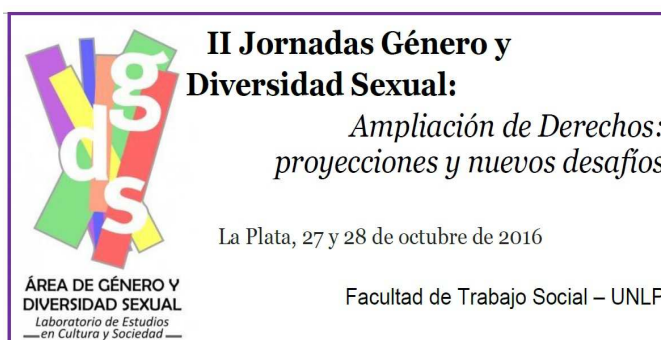 II Jornadas Género y
Diversidad Sexual:
Ampliación de Derechos:
proyecciones y nuevos desafíos
La Plata, 27 y 28 de octubre de 2016
Facultad de Trabajo Social – UNLP
gds
ÁREA DE GÉNERO Y
DIVERSIDAD SEXUAL
Laboratorio de Estudios
en Cultura y Sociedad